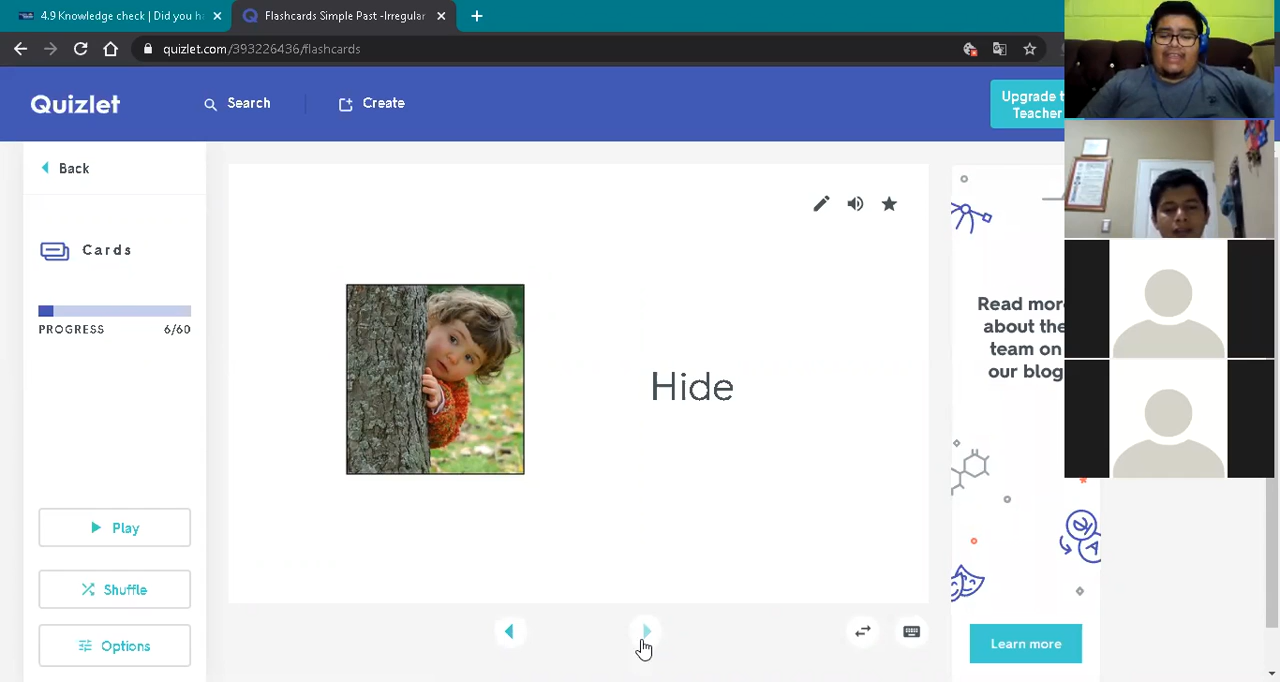 4.9 Knowledge check | Did you h
Flashcards Simple Past -Irregular
quizlet.com/393226436/flashcards
Quizlet
Search
Create
Upgrade t
Teacher
Back
Cards
PROGRESS 6/60
Play
Shuffle
Options
Hide
Read more
about the
team on
our blog
Learn more